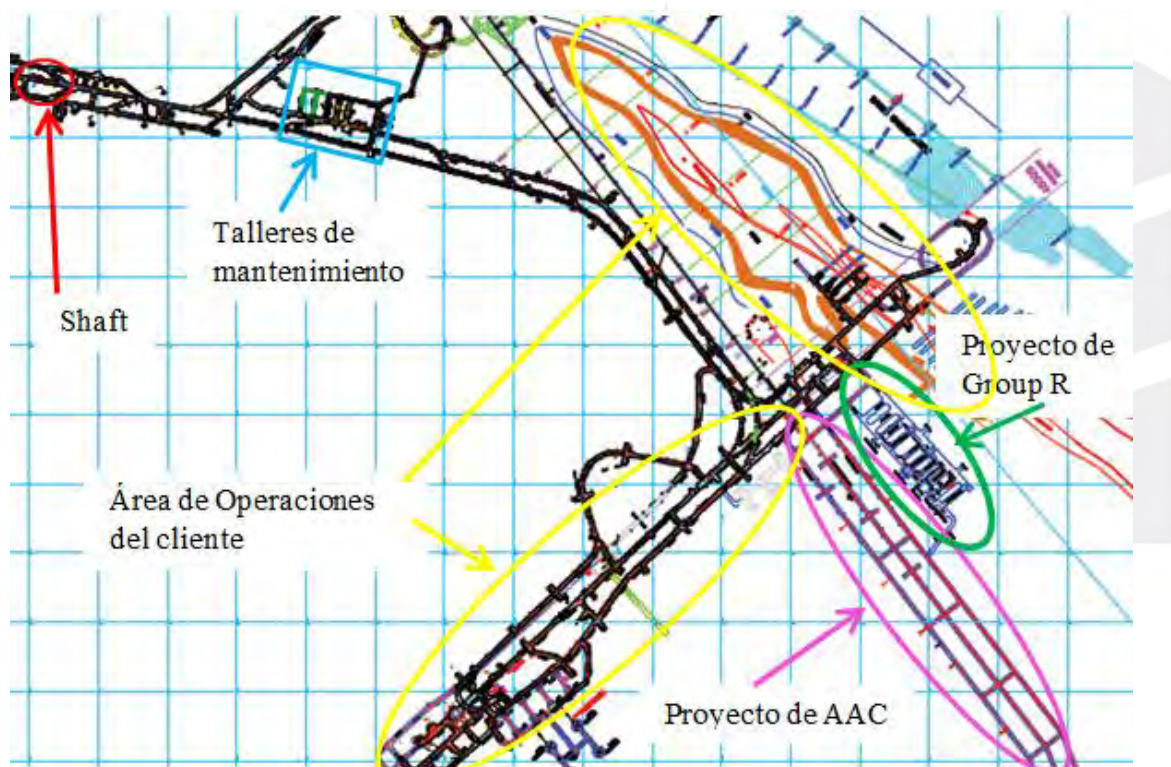 Talleres de
mantenimiento
Shaft
Proyecto de
Group R
Área de Operaciones
del cliente
Proyecto de AAC